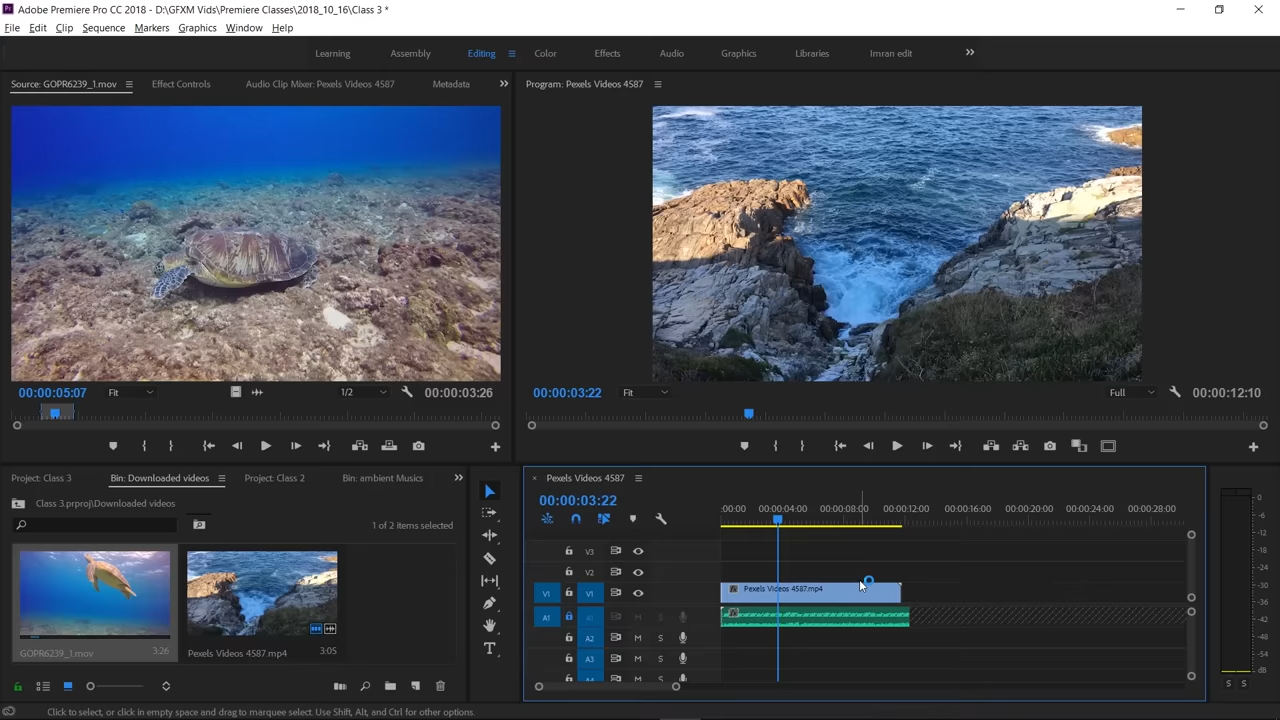 Adobe Premiere Pro CC 2018 - D:\GFXM Vids\Premiere Classes\2018_10_16\Class 3 *
File Edit Clip Sequence Markers Graphics Window Help
Learning Assembly Editing Color Effects Audio Graphics Libraries Imran edit
Source: GOPR6239_1.mov Effect Controls Audio Clip Mixer: Pexels Videos 4587 Metadata
Program: Pexels Videos 4587
00:00:05:07 Fit 1/2 00:00:03:26
00:00:03:22 Fit Full 00:00:12:10
Project: Class 3 Bin: Downloaded videos Project: Class 2 Bin: ambient Musics
Class 3.prproj\Downloaded videos
1 of 2 items selected
GOPR6239_1.mov 3:26
Pexels Videos 4587.mp4 3:05
Pexels Videos 4587
00:00:03:22
:00:00 00:00:04:00 00:00:08:00 00:00:12:00 00:00:16:00 00:00:20:00 00:00:24:00 00:00:28:00
V3
V2
V1 V1 Pexels Videos 4587.mp4
A1 A1 M S
A2 M S
A3 M S
0
-6
-12
-18
-24
-30
-36
-42
-48
-54
dB
S S
Click to select, or click in empty space and drag to marquee select. Use Shift, Alt, and Ctrl for other options.